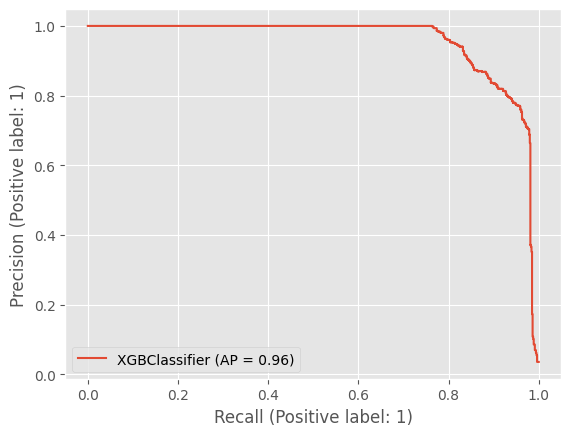 Precision (Positive label: 1)
1.0
0.8
0.6
0.4
0.2
0.0
XGBClassifier (AP = 0.96)
0.0 0.2 0.4 0.6 0.8 1.0
Recall (Positive label: 1)